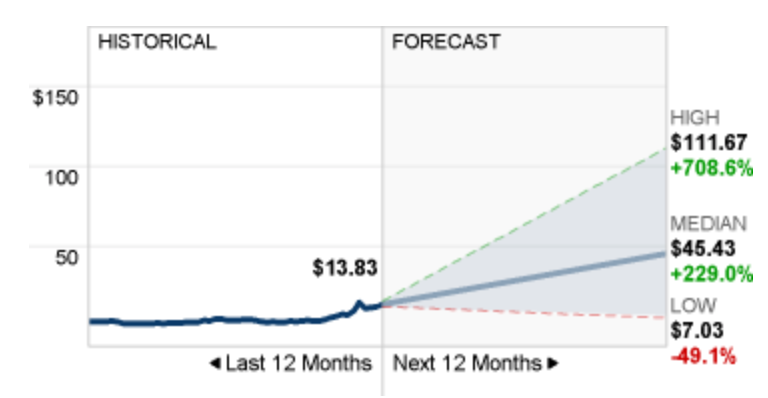 HISTORICAL
FORECAST
$150
100
50
$13.83
HIGH
$111.67
+708.6%
MEDIAN
$45.43
+229.0%
LOW
$7.03
-49.1%
◀ Last 12 Months
Next 12 Months ▶